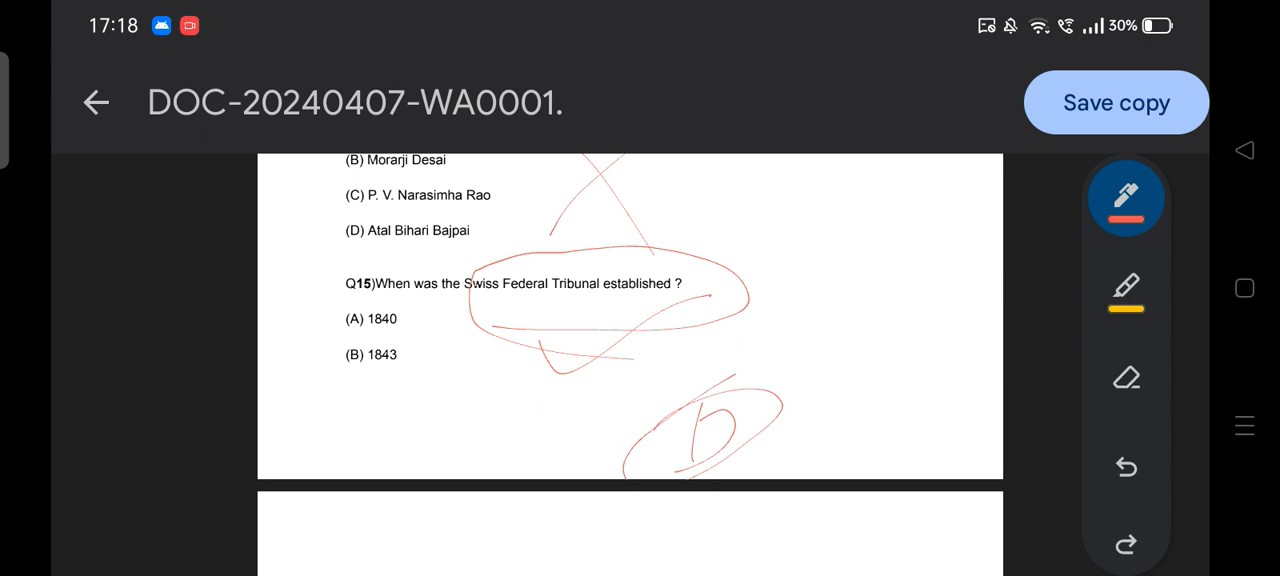 17:18
30%
DOC-20240407-WA0001.
Save copy
(B) Morarji Desai
(C) P. V. Narasimha Rao
(D) Atal Bihari Bajpai
Q15)When was the Swiss Federal Tribunal established ?
(A) 1840
(B) 1843
b